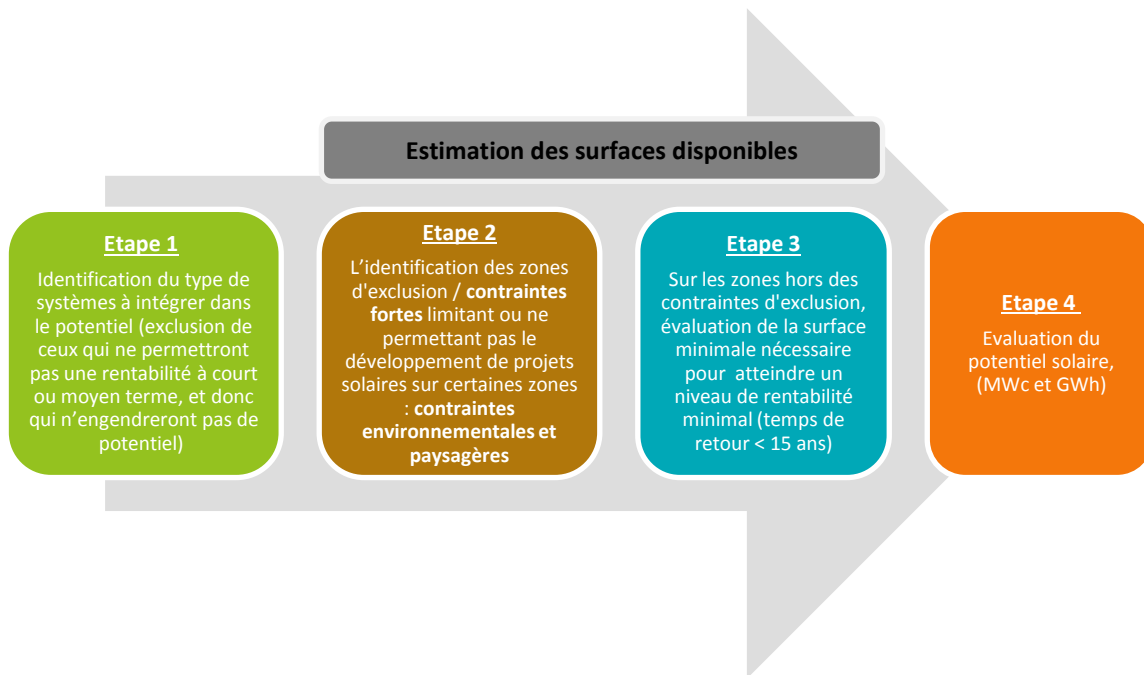 Estimation des surfaces disponibles
Etape 1
Identification du type de
systèmes à intégrer dans
le potentiel (exclusion de
ceux qui ne permettront
pas une rentabilité à court
ou moyen terme, et donc
qui n'engendreront pas de
potentiel)
Etape 2
L'identification des zones
d'exclusion / contraintes
fortes limitant ou ne
permettant pas le
développement de projets
solaires sur certaines zones
: contraintes
environnementales et
paysagères
Etape 3
Sur les zones hors des
contraintes d'exclusion,
évaluation de la surface
minimale nécessaire
pour atteindre un
niveau de rentabilité
minimal (temps de
retour < 15 ans)
Etape 4
Evaluation du
potentiel solaire,
(MWc et GWh)